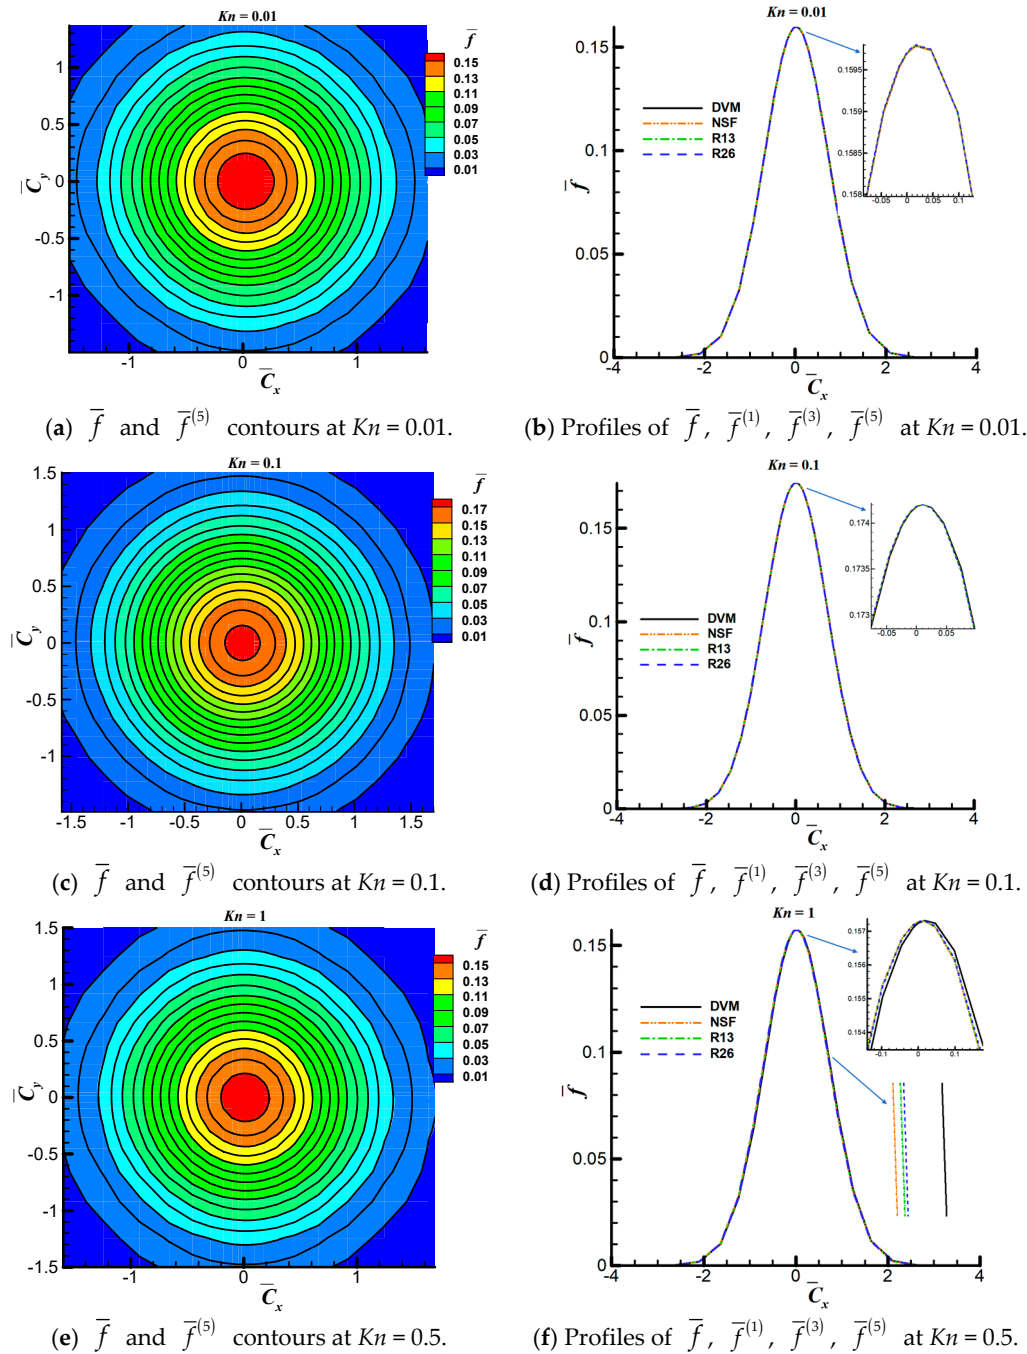 Kn = 0.01
f̅
0.15
0.13
0.11
0.09
0.07
0.05
0.03
0.01
1
0.5
0
-0.5
-1
C̅y
-1 0 1
C̅x
(a) f̅ and f̅(5) contours at Kn = 0.01.
Kn = 0.01
0.15
0.1
0.05
0
f̅
DVM
NSF
R13
R26
0.1595
0.159
0.1585
0.158
-0.05 0 0.05 0.1
-4 -2 0 2 4
C̅x
(b) Profiles of f̅, f̅(1), f̅(3), f̅(5) at Kn = 0.01.
Kn = 0.1
f̅
0.17
0.15
0.13
0.11
0.09
0.07
0.05
0.03
0.01
1.5
1
0.5
0
-0.5
-1
C̅y
-1.5 -1 -0.5 0 0.5 1 1.5
C̅x
(c) f̅ and f̅(5) contours at Kn = 0.1.
Kn = 0.1
0.15
0.1
0.05
0
f̅
DVM
NSF
R13
R26
0.174
0.1735
0.173
-0.05 0 0.05
-4 -2 0 2 4
C̅x
(d) Profiles of f̅, f̅(1), f̅(3), f̅(5) at Kn = 0.1.
Kn = 1
f̅
0.15
0.13
0.11
0.09
0.07
0.05
0.03
0.01
1.5
1
0.5
0
-0.5
-1
-1.5
C̅y
-1 0 1
C̅x
(e) f̅ and f̅(5) contours at Kn = 0.5.
Kn = 1
0.15
0.1
0.05
0
f̅
DVM
NSF
R13
R26
0.157
0.156
0.155
0.154
-0.1 0 0.1
-4 -2 0 2 4
C̅x
(f) Profiles of f̅, f̅(1), f̅(3), f̅(5) at Kn = 0.5.